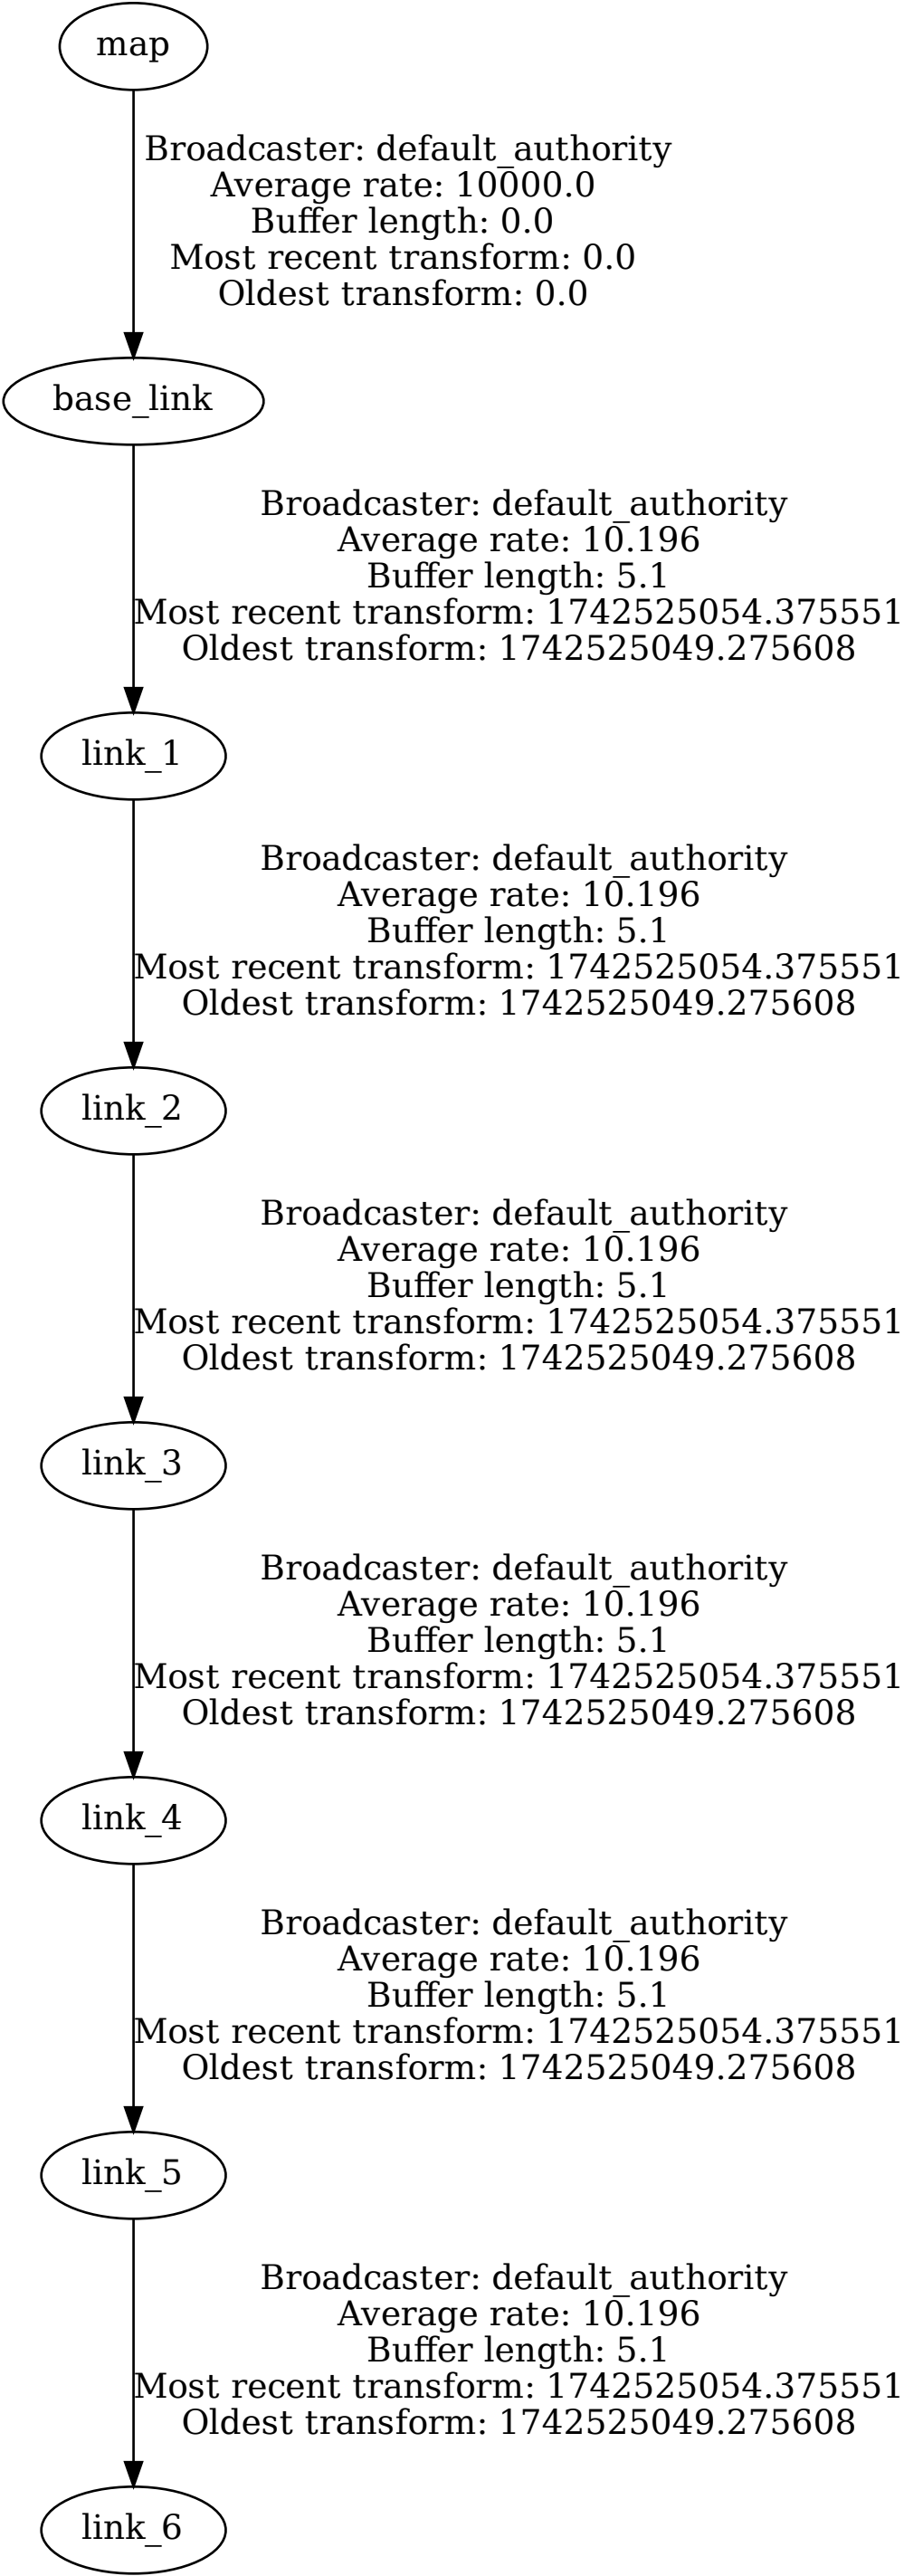 map
Broadcaster: default_authority
Average rate: 10000.0
Buffer length: 0.0
Most recent transform: 0.0
Oldest transform: 0.0
base_link
Broadcaster: default_authority
Average rate: 10.196
Buffer length: 5.1
Most recent transform: 1742525054.375551
Oldest transform: 1742525049.275608
link_1
Broadcaster: default_authority
Average rate: 10.196
Buffer length: 5.1
Most recent transform: 1742525054.375551
Oldest transform: 1742525049.275608
link_2
Broadcaster: default_authority
Average rate: 10.196
Buffer length: 5.1
Most recent transform: 1742525054.375551
Oldest transform: 1742525049.275608
link_3
Broadcaster: default_authority
Average rate: 10.196
Buffer length: 5.1
Most recent transform: 1742525054.375551
Oldest transform: 1742525049.275608
link_4
Broadcaster: default_authority
Average rate: 10.196
Buffer length: 5.1
Most recent transform: 1742525054.375551
Oldest transform: 1742525049.275608
link_5
Broadcaster: default_authority
Average rate: 10.196
Buffer length: 5.1
Most recent transform: 1742525054.375551
Oldest transform: 1742525049.275608
link_6